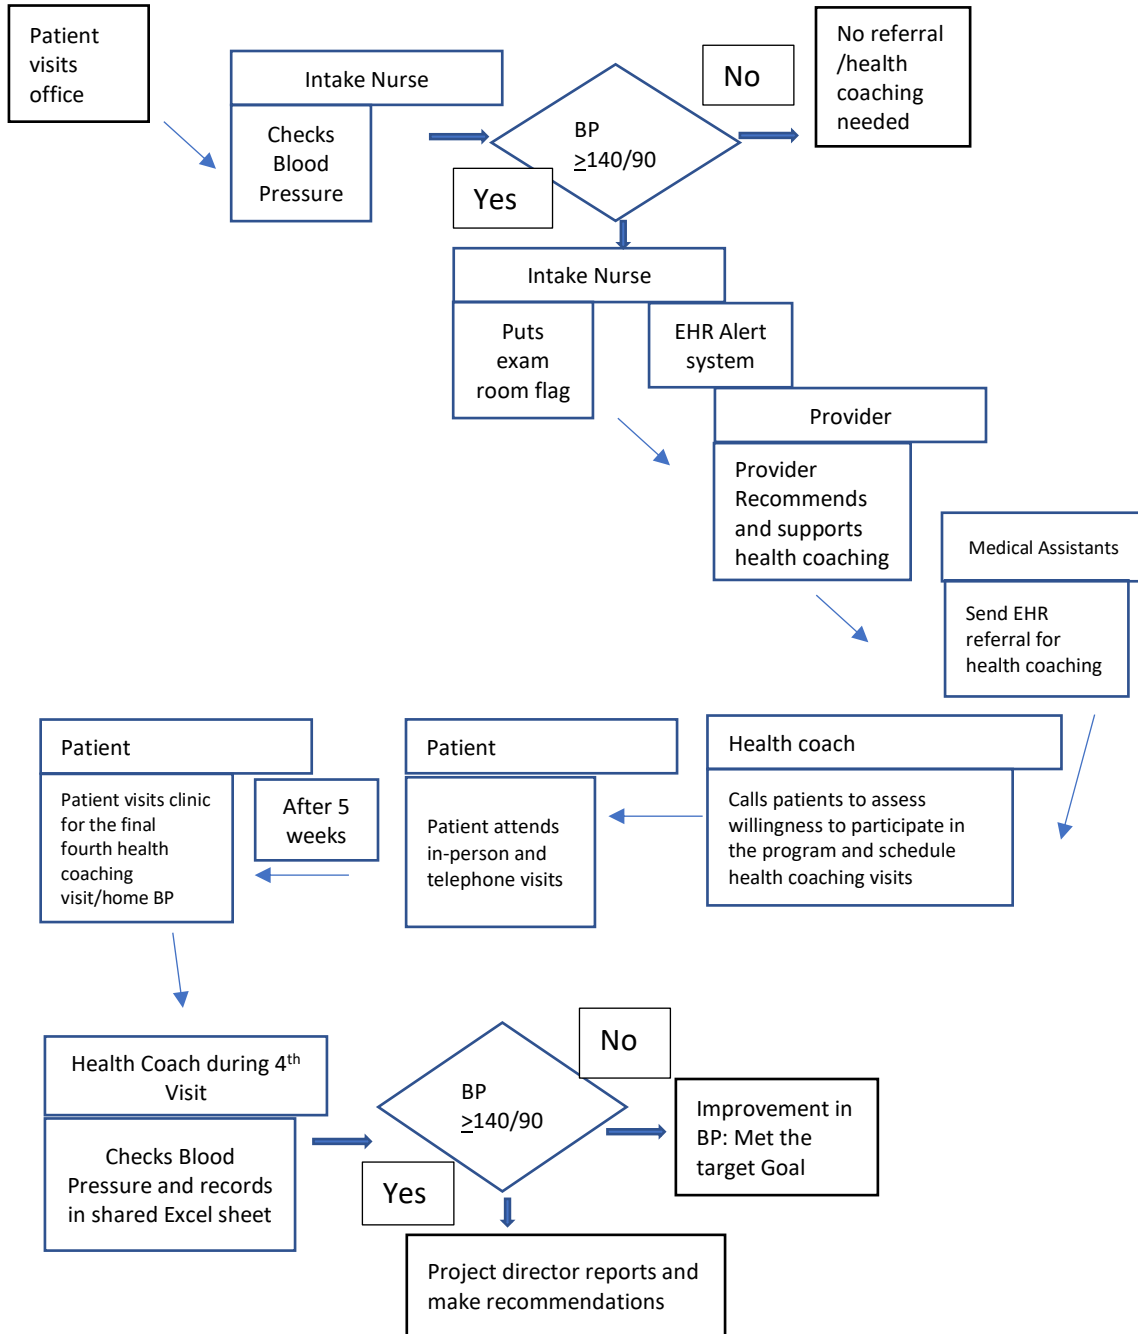 Patient
visits
office
Intake Nurse
Checks
Blood
Pressure
BP
≥140/90
No
Yes
No referral
/health
coaching
needed
Intake Nurse
Puts
exam
room flag
EHR Alert
system
Provider
Provider
Recommends
and supports
health coaching
Medical Assistants
Send EHR
referral for
health coaching
Health coach
Calls patients to assess
willingness to participate in
the program and schedule
health coaching visits
Patient
Patient attends
in-person and
telephone visits
After 5
weeks
Patient
Patient visits clinic
for the final
fourth health
coaching
visit/home BP
Health Coach during 4th
Visit
Checks Blood
Pressure and records
in shared Excel sheet
BP
≥140/90
No
Yes
Improvement in
BP: Met the
target Goal
Project director reports and
make recommendations